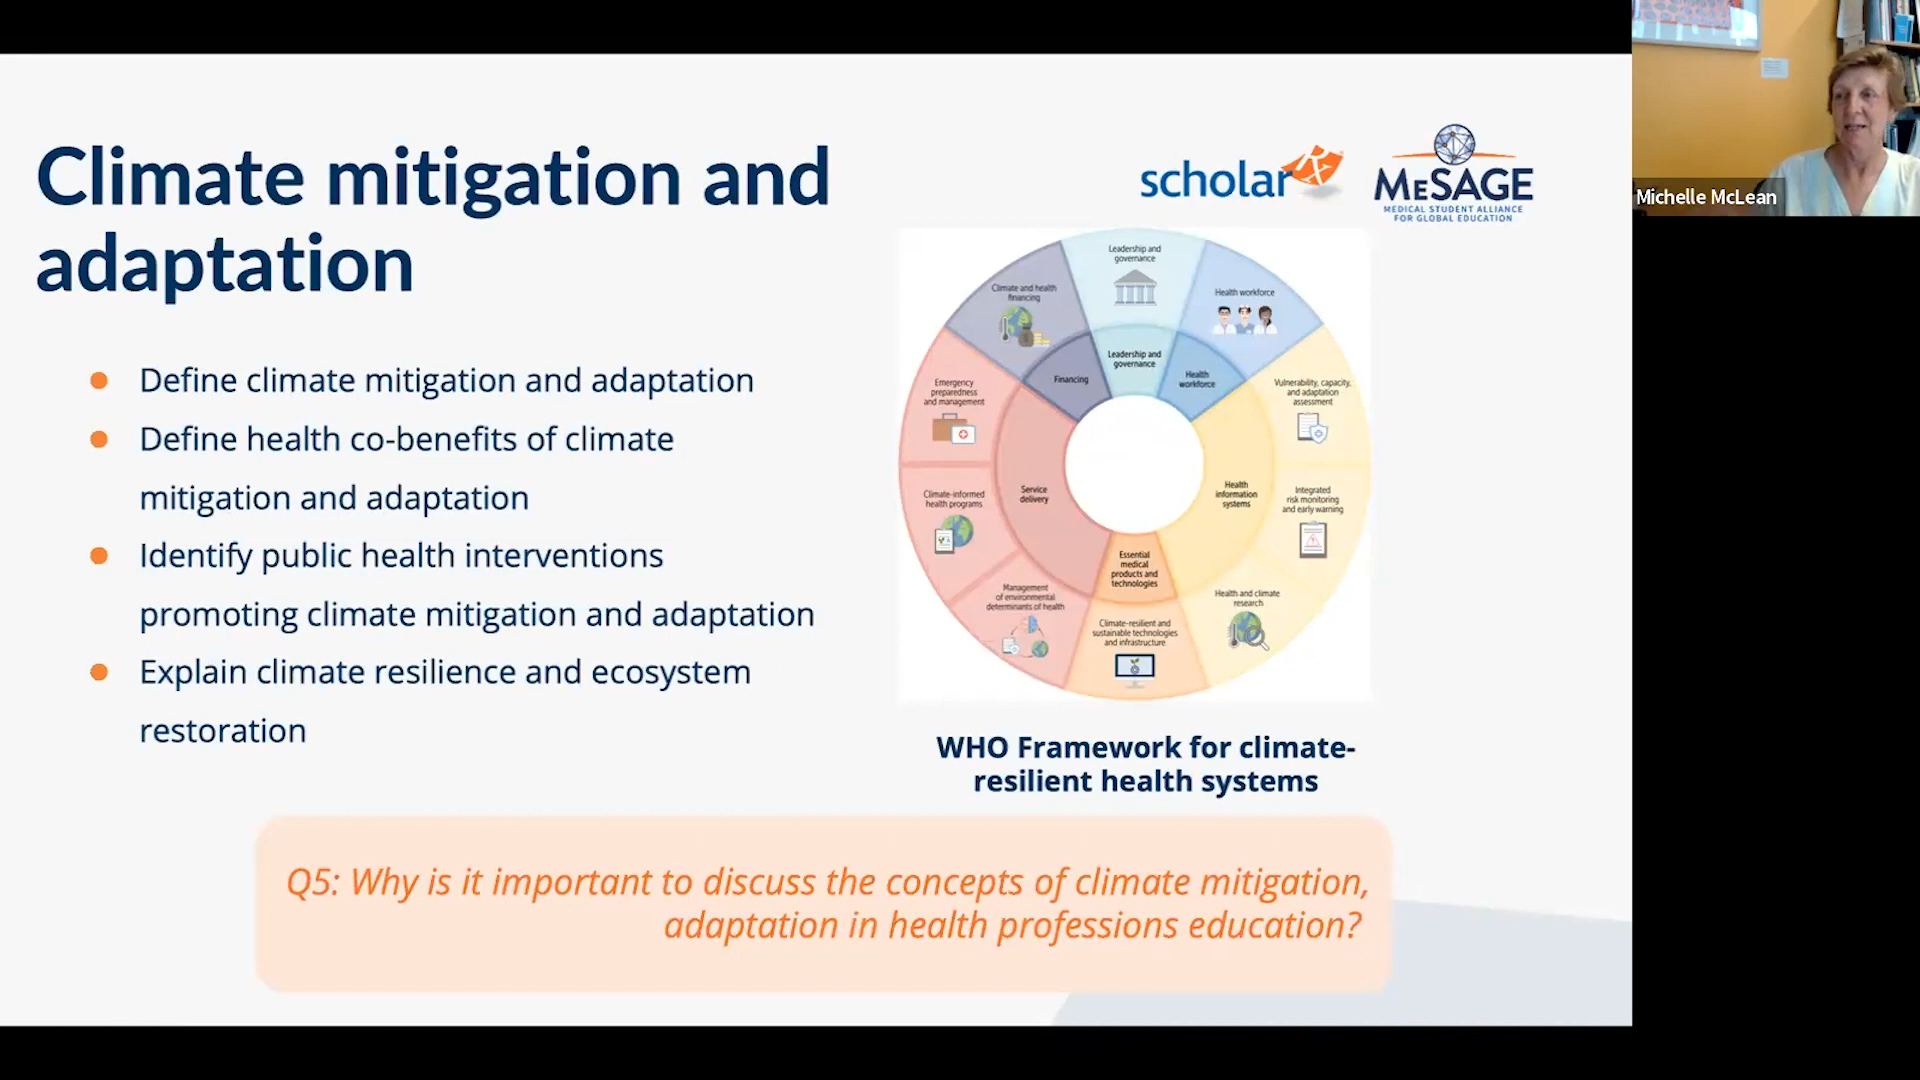 Climate mitigation and
adaptation
scholar
Rx
MeSAGE
MEDICAL STUDENT ALLIANCE
FOR GLOBAL EDUCATION
Michelle McLean
Define climate mitigation and adaptation
Define health co-benefits of climate
mitigation and adaptation
Identify public health interventions
promoting climate mitigation and adaptation
Explain climate resilience and ecosystem
restoration
Leadership and
governance
Climate and health
financing
Health workforce
Leadership and
governance
Financing
Health
workforce
Emergency
preparedness
and management
Vulnerability, capacity,
and adaptation
assessment
Climate-informed
health programs
Service
delivery
Health
information
systems
Integrated
risk monitoring
and early warning
Essential
medical
products and
technologies
Management
of environmental
determinants of health
Health and climate
research
Climate-resilient and
sustainable technologies
and infrastructure
WHO Framework for climate-
resilient health systems
Q5: Why is it important to discuss the concepts of climate mitigation,
adaptation in health professions education?